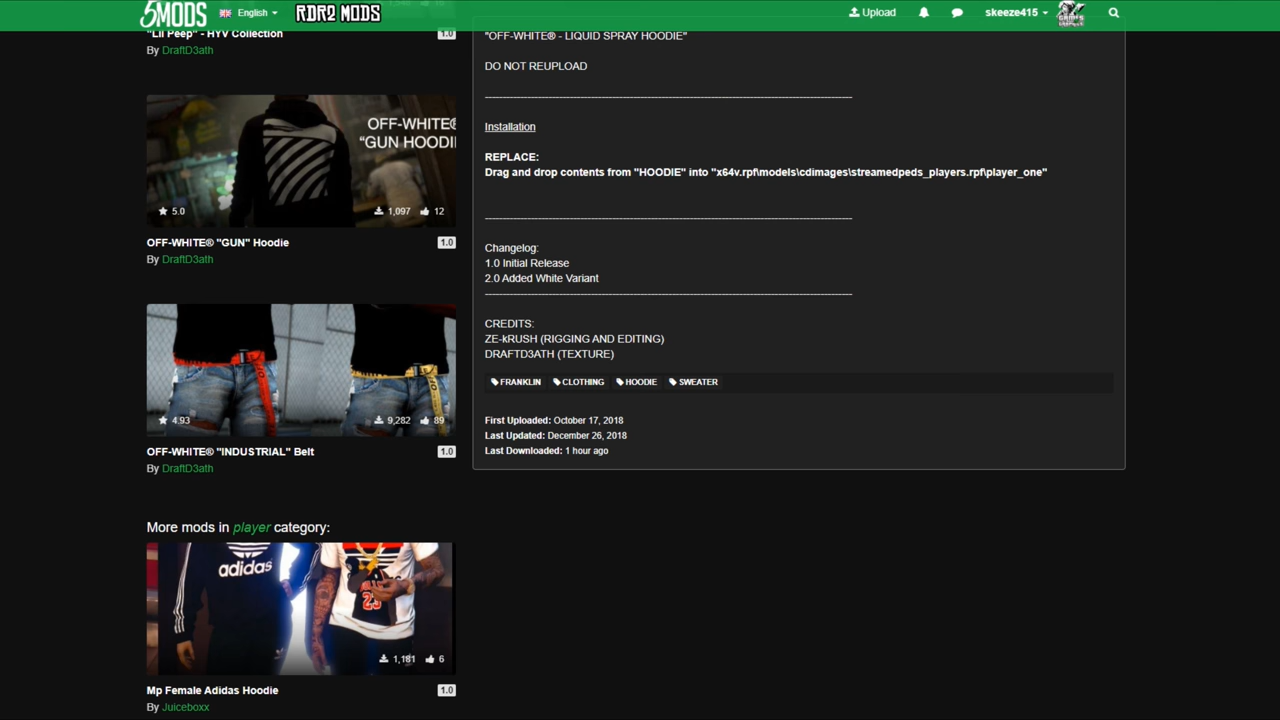 5MODS
English
RDR2 MODS
Upload
skeeze415
"Lil Peep" - HYV Collection
1.0
By DraftD3ath
OFF-WHITE®
"GUN HOODI
5.0
1,097
12
OFF-WHITE® "GUN" Hoodie
1.0
By DraftD3ath
4.93
9,282
89
OFF-WHITE® "INDUSTRIAL" Belt
1.0
By DraftD3ath
More mods in player category:
adidas
23
1,181
6
Mp Female Adidas Hoodie
1.0
By Juiceboxx
"OFF-WHITE® - LIQUID SPRAY HOODIE"
DO NOT REUPLOAD
Installation
REPLACE:
Drag and drop contents from "HOODIE" into "x64v.rpf\models\cdimages\streamedpeds_players.rpf\player_one"
Changelog:
1.0 Initial Release
2.0 Added White Variant
CREDITS:
ZE-kRUSH (RIGGING AND EDITING)
DRAFTD3ATH (TEXTURE)
FRANKLIN CLOTHING HOODIE SWEATER
First Uploaded: October 17, 2018
Last Updated: December 26, 2018
Last Downloaded: 1 hour ago